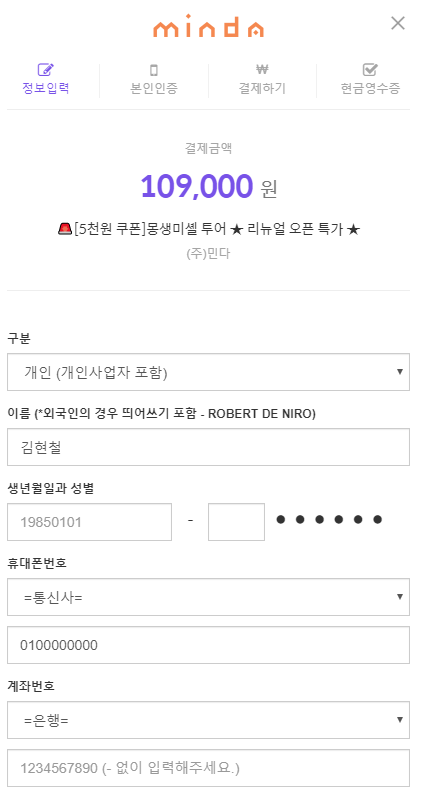 minda
정보입력 본인인증 결제하기 현금영수증
결제금액
109,000 원
[5천원 쿠폰]몽생미셸 투어 ★ 리뉴얼 오픈 특가 ★
(주)민다
구분
개인 (개인사업자 포함)
이름 (*외국인의 경우 띄어쓰기 포함 - ROBERT DE NIRO)
김현철
생년월일과 성별
19850101 - ● ● ● ● ● ●
휴대폰번호
=통신사=
0100000000
계좌번호
=은행=
1234567890 (- 없이 입력해주세요.)